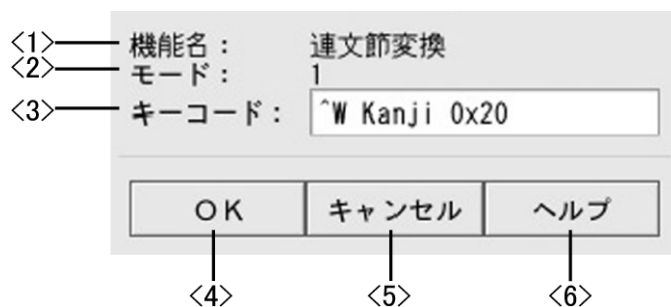 <1> 機能名： 連文節変換
<2> モード： 1
<3> キーコード： ^W Kanji 0x20
ＯＫ キャンセル ヘルプ
<4> <5> <6>